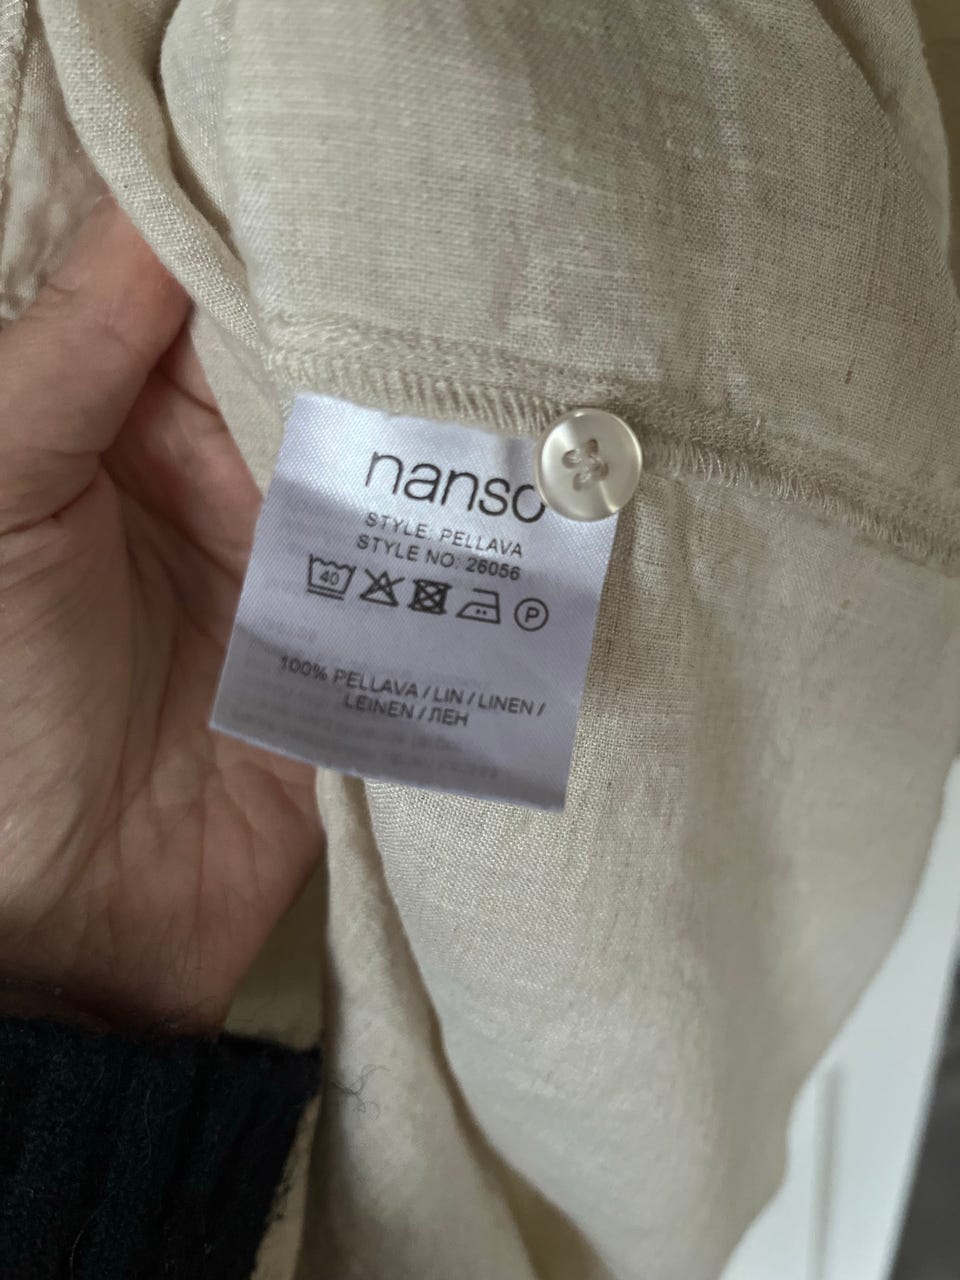 nanso
STYLE: PELLAVA
STYLE NO: 26056
40 P
100% PELLAVA / LIN / LINEN /
LEINEN / ЛЕН